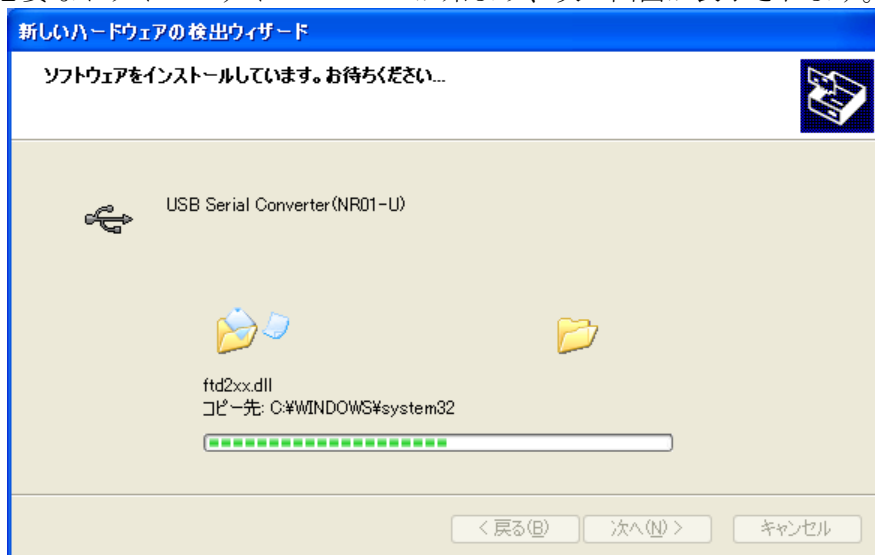 新しいハードウェアの検出ウィザード
ソフトウェアをインストールしています。お待ちください...
USB Serial Converter(NR01-U)
ftd2xx.dll
コピー先: C:¥WINDOWS¥system32
< 戻る(B)
次へ(N) >
キャンセル